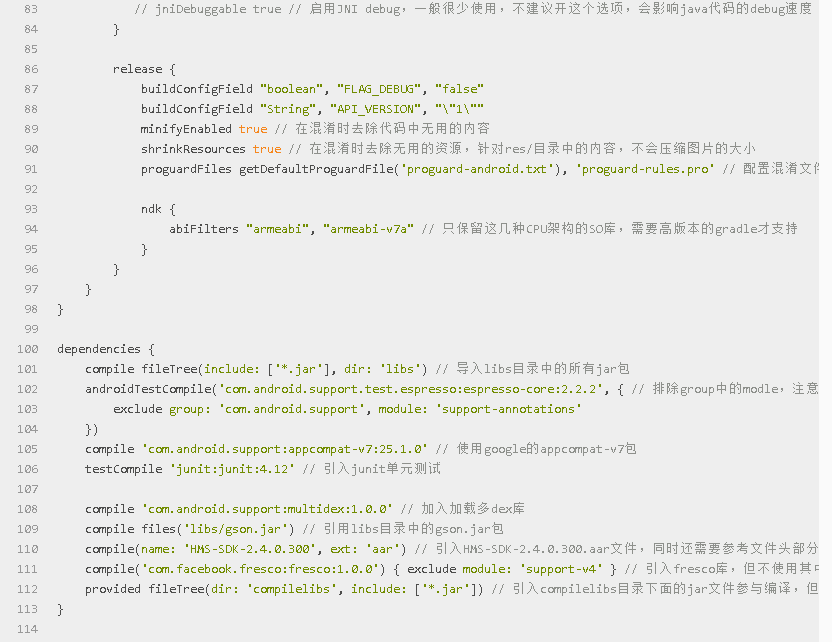 83 // jniDebuggable true // 启用JNI debug，一般很少使用，不建议开这个选项，会影响java代码的debug速度
84 }
85
86 release {
87 buildConfigField "boolean", "FLAG_DEBUG", "false"
88 buildConfigField "String", "API_VERSION", "\"1\""
89 minifyEnabled true // 在混淆时去除代码中无用的内容
90 shrinkResources true // 在混淆时去除无用的资源，针对res/目录中的内容，不会压缩图片的大小
91 proguardFiles getDefaultProguardFile('proguard-android.txt'), 'proguard-rules.pro' // 配置混淆文件
92
93 ndk {
94 abiFilters "armeabi", "armeabi-v7a" // 只保留这几种CPU架构的SO库，需要高版本的gradle才支持
95 }
96 }
97 }
98 }
99
100 dependencies {
101 compile fileTree(include: ['*.jar'], dir: 'libs') // 导入libs目录中的所有jar包
102 androidTestCompile('com.android.support.test.espresso:espresso-core:2.2.2', { // 排除group中的modle，注意
103 exclude group: 'com.android.support', module: 'support-annotations'
104 })
105 compile 'com.android.support:appcompat-v7:25.1.0' // 使用google的appcompat-v7包
106 testCompile 'junit:junit:4.12' // 引入junit单元测试
107
108 compile 'com.android.support:multidex:1.0.0' // 加入加载多dex库
109 compile files('libs/gson.jar') // 引用libs目录中的gson.jar包
110 compile(name: 'HMS-SDK-2.4.0.300', ext: 'aar') // 引入HMS-SDK-2.4.0.300.aar文件，同时还需要参考文件头部分
111 compile('com.facebook.fresco:fresco:1.0.0') { exclude module: 'support-v4' } // 引入fresco库，但不使用其中
112 provided fileTree(dir: 'compilelibs', include: ['*.jar']) // 引入compilelibs目录下面的jar文件参与编译，但
113 }
114